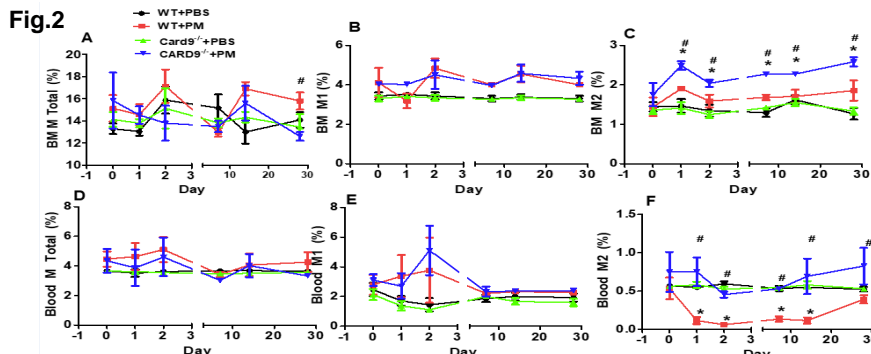 Fig.2
WT+PBS
WT+PM
Card9-/-+PBS
CARD9-/-+PM
A
BM M Total (%)
20
18
16
14
12
10
#
-1 0 1 2 3 10 20 30
Day
B
BM M1 (%)
6
4
2
0
-1 0 1 2 3 10 20 30
Day
C
BM M2 (%)
3
2
1
0
# # # # #
* * * * *
-1 0 1 2 3 10 20 30
Day
D
Blood M Total (%)
8
6
4
2
0
-1 0 1 2 3 10 20 30
Day
E
Blood M1 (%)
8
6
4
2
0
-1 0 1 2 3 10 20 30
Day
F
Blood M2 (%)
1.5
1.0
0.5
0.0
# # # # #
* * * *
-1 0 1 2 3 10 20 30
Day